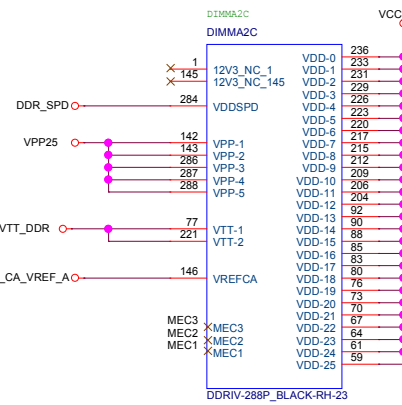 DIMMA2C
VCC
DIMMA2C
1 12V3_NC_1
145 12V3_NC_145
DDR_SPD 284 VDDSPD
VPP25 142 VPP-1
143 VPP-2
286 VPP-3
287 VPP-4
288 VPP-5
VTT_DDR 77 VTT-1
221 VTT-2
_CA_VREF_A 146 VREFCA
MEC3 MEC3
MEC2 MEC2
MEC1 MEC1
VDD-0 236
VDD-1 233
VDD-2 231
VDD-3 229
VDD-4 226
VDD-5 223
VDD-6 220
VDD-7 217
VDD-8 215
VDD-9 212
VDD-10 209
VDD-11 206
VDD-12 204
VDD-13 92
VDD-14 90
VDD-15 88
VDD-16 85
VDD-17 83
VDD-18 80
VDD-19 76
VDD-20 73
VDD-21 70
VDD-22 67
VDD-23 64
VDD-24 61
VDD-25 59
DDRIV-288P_BLACK-RH-23